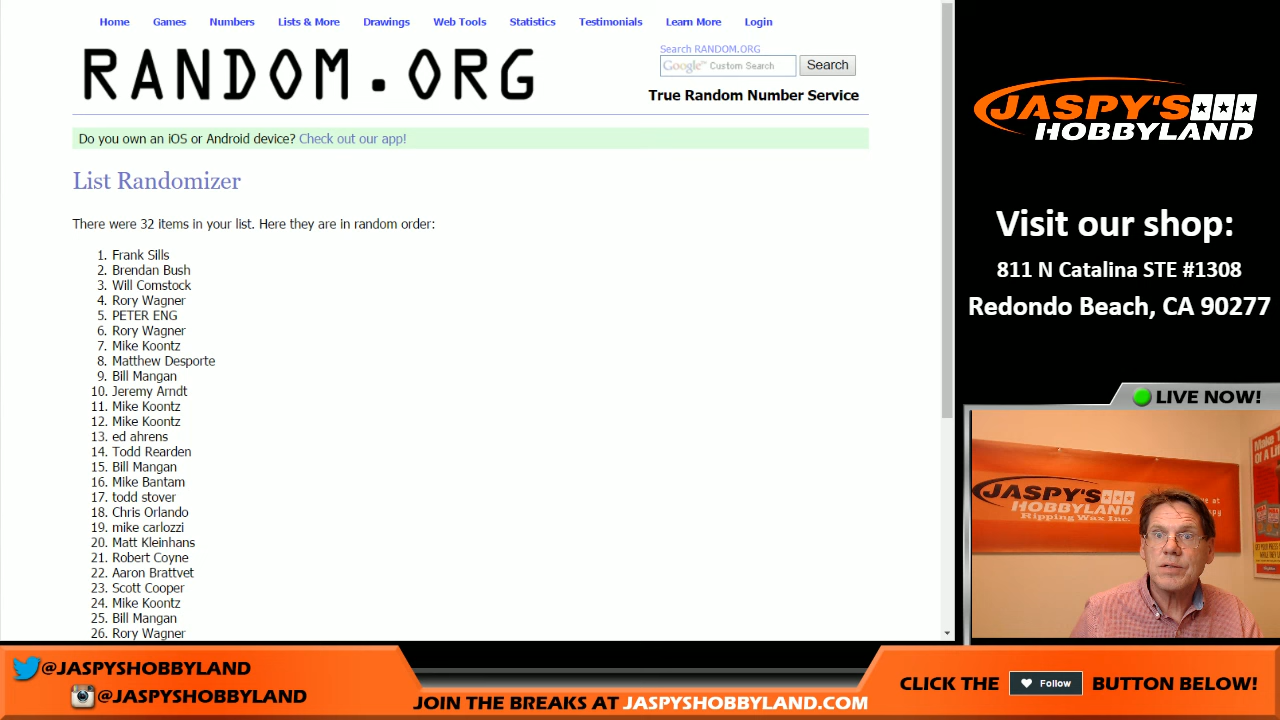 Home Games Numbers Lists & More Drawings Web Tools Statistics Testimonials Learn More Login
RANDOM.ORG
Search RANDOM.ORG
Google™ Custom Search Search
True Random Number Service
Do you own an iOS or Android device? Check out our app!
List Randomizer
There were 32 items in your list. Here they are in random order:
1. Frank Sills
2. Brendan Bush
3. Will Comstock
4. Rory Wagner
5. PETER ENG
6. Rory Wagner
7. Mike Koontz
8. Matthew Desporte
9. Bill Mangan
10. Jeremy Arndt
11. Mike Koontz
12. Mike Koontz
13. ed ahrens
14. Todd Rearden
15. Bill Mangan
16. Mike Bantam
17. todd stover
18. Chris Orlando
19. mike carlozzi
20. Matt Kleinhans
21. Robert Coyne
22. Aaron Brattvet
23. Scott Cooper
24. Mike Koontz
25. Bill Mangan
26. Rory Wagner
JASPY'S
HOBBYLAND
Visit our shop:
811 N Catalina STE #1308
Redondo Beach, CA 90277
LIVE NOW!
JASPY'S
HOBBYLAND
Ripping Wax Inc.
@JASPYSHOBBYLAND
@JASPYSHOBBYLAND
JOIN THE BREAKS AT JASPYSHOBBYLAND.COM
CLICK THE Follow BUTTON BELOW!